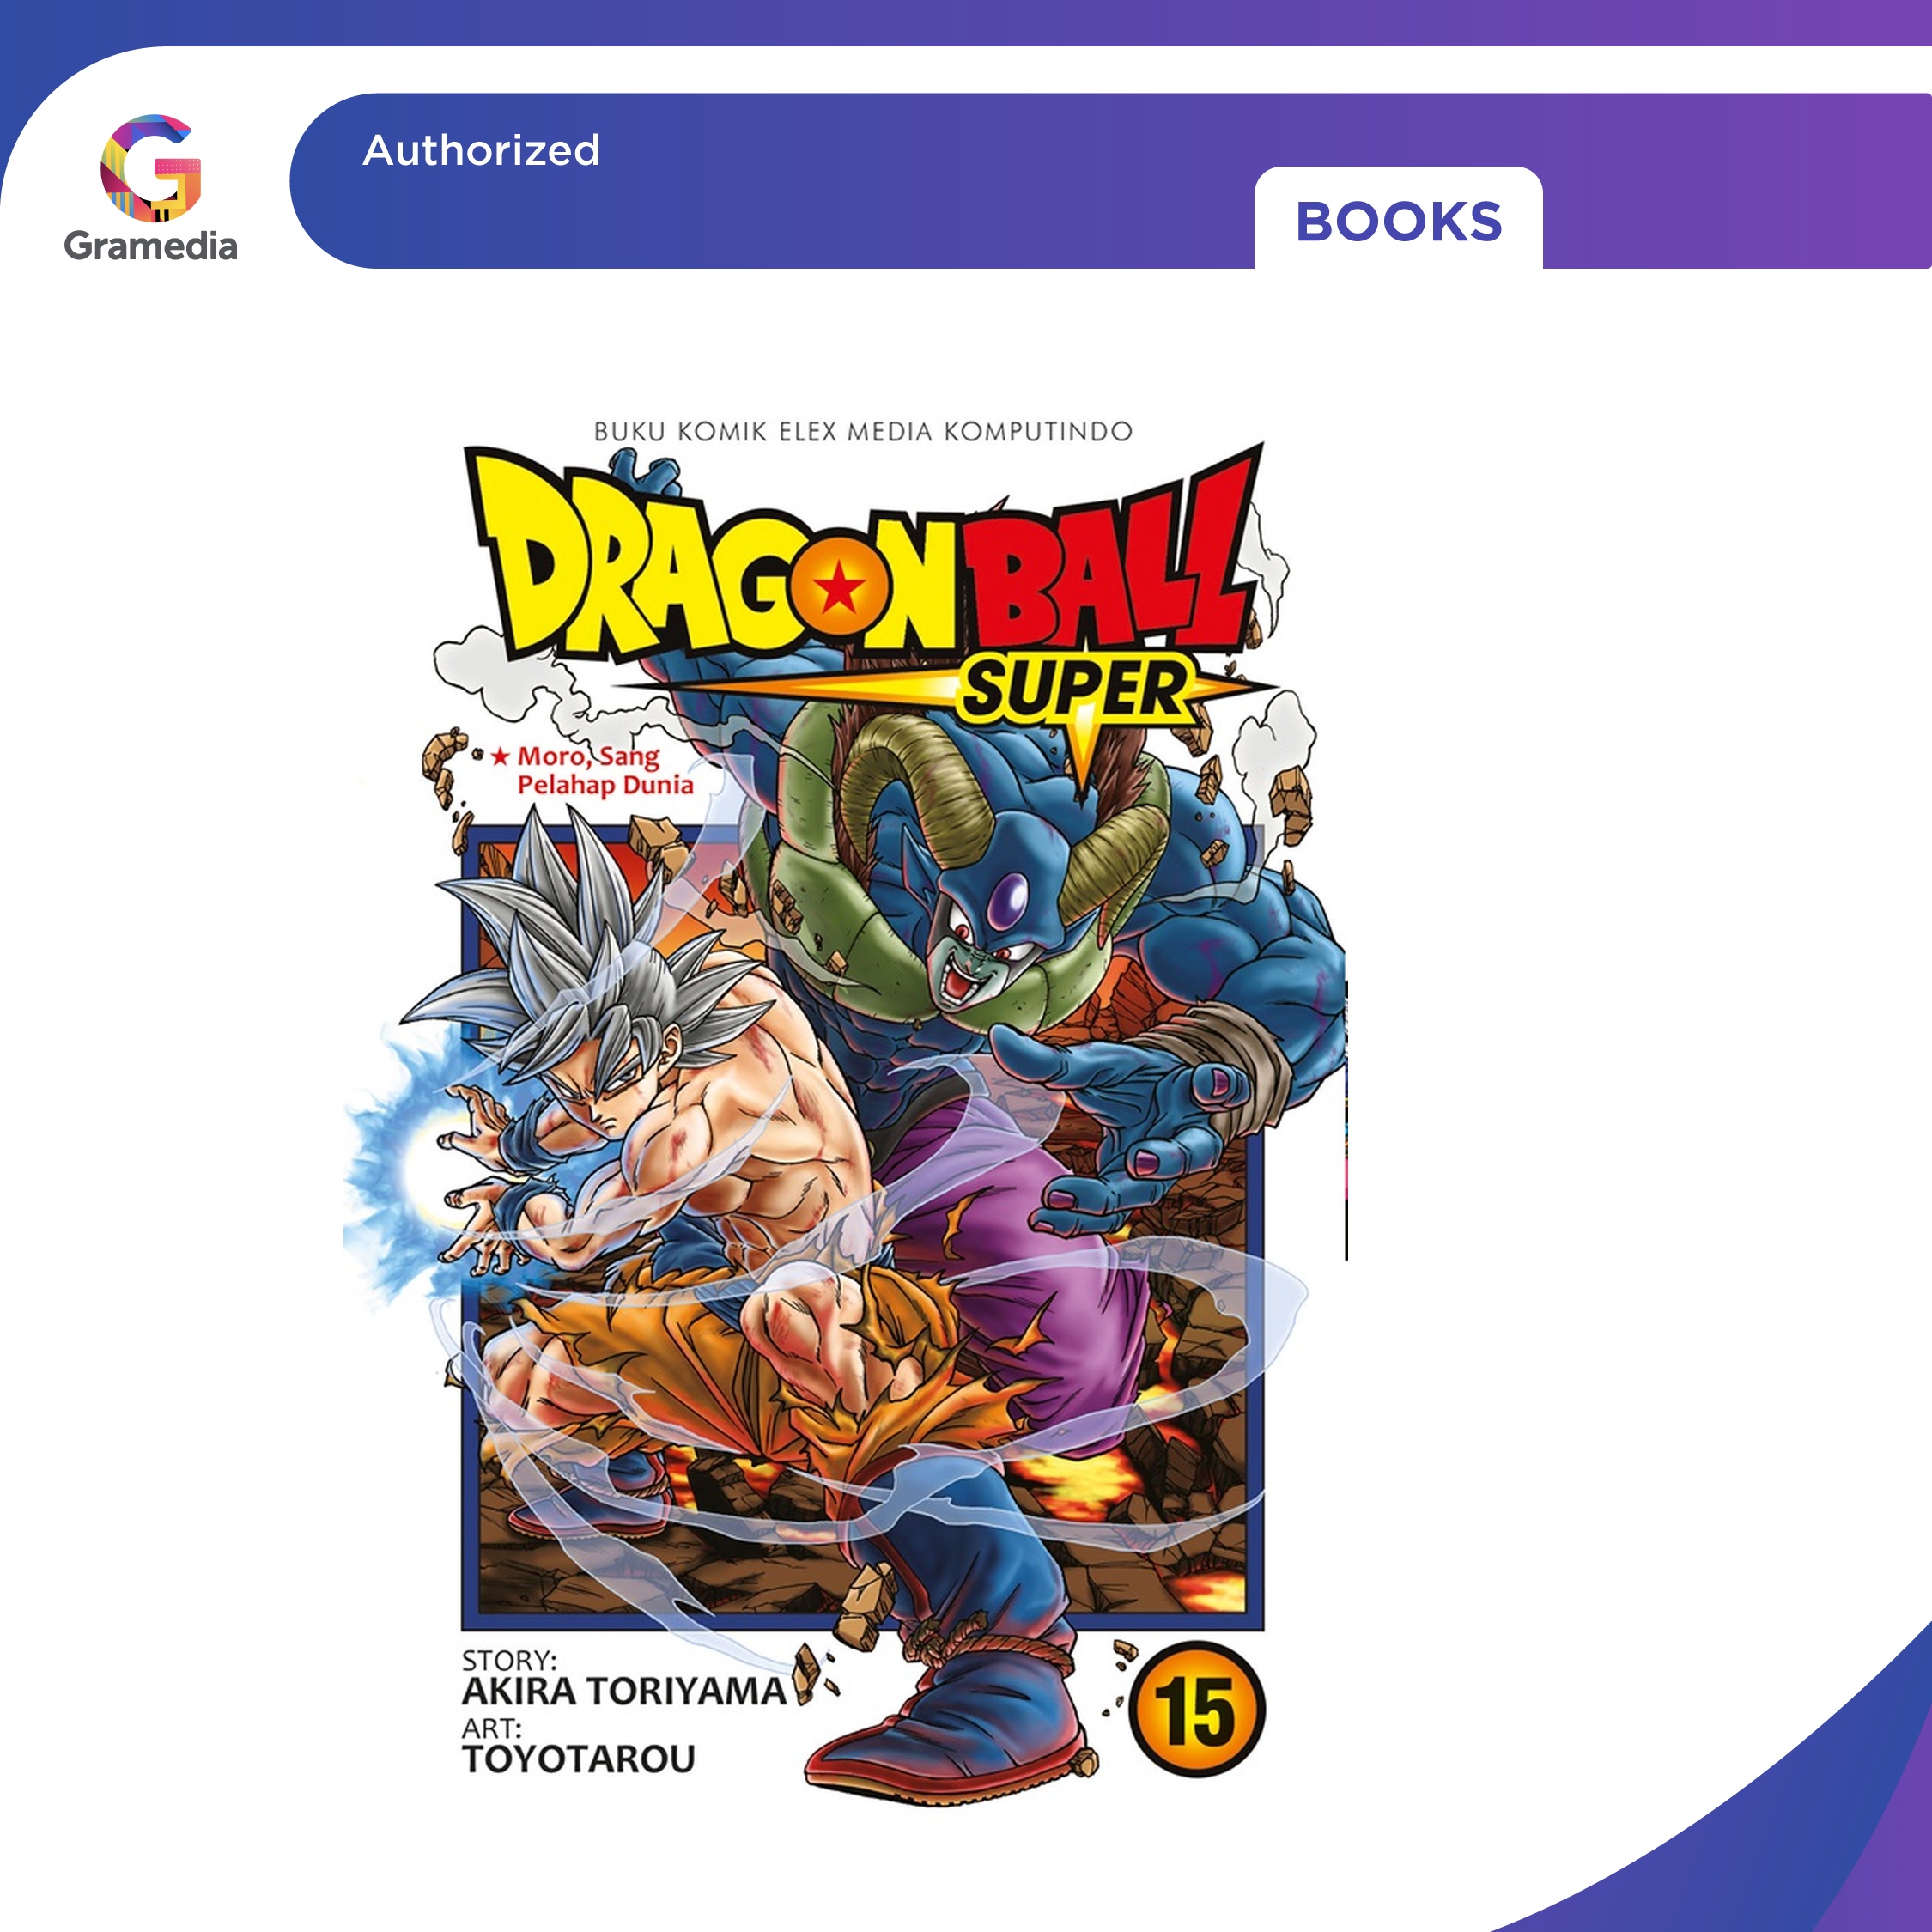 Gramedia
Authorized
BOOKS
BUKU KOMIK ELEX MEDIA KOMPUTINDO
DRAGON BALL
SUPER
★ Moro, Sang
Pelahap Dunia
STORY:
AKIRA TORIYAMA
ART:
TOYOTAROU
15